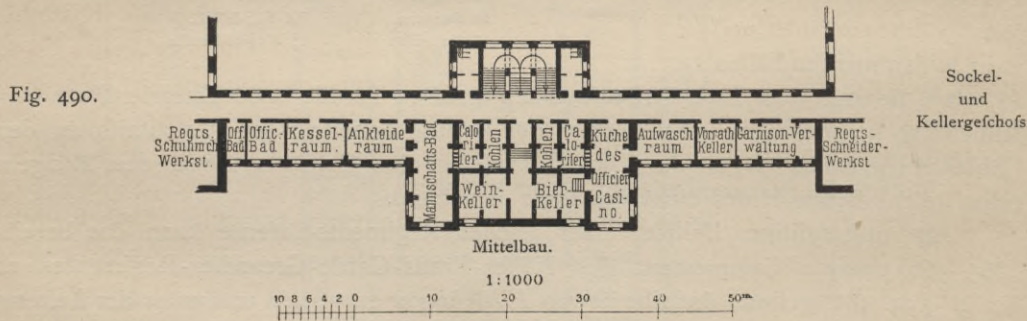 Fig. 490.
Sockel-
und
Kellergeſchoſs
Regts.
Schuhmch
Werkst.
Off.
Bad
Offic.-
Bad
Kessel-
raum.
Ankleide
raum
Mannschafts-Bad
Calo
ri
fer
Kohlen
Kohlen
Ca-
lo-
rifer
Küche
des
Officier
Casi-
no.
Wein-
Keller
Bier-
Keller
Aufwasch
raum
Vorrath
Keller
Garnison-Ver-
waltung
Regts-
Schneider-
Werkst
Mittelbau.
1:1000
10 8 6 4 2 0 10 20 30 40 50m.